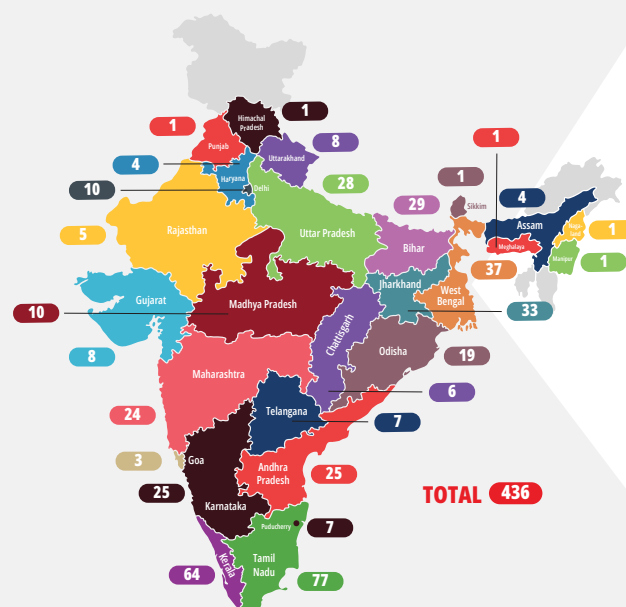 1
Himachal
Pradesh
1
Punjab
8
Uttarakhand
4
Haryana
10
Delhi
28
1
Sikkim
1
4
Assam
Naga-
land
1
Meghalaya
Manipur
1
29
Bihar
5
Rajasthan
Uttar Pradesh
37
Jharkhand
West
Bengal
33
Gujarat
Madhya Pradesh
10
8
Chattisgarh
Odisha
19
Maharashtra
6
24
Telangana
7
3
Goa
Andhra
Pradesh
25
25
Karnataka
TOTAL 436
Puducherry
7
Kerala
64
Tamil
Nadu
77